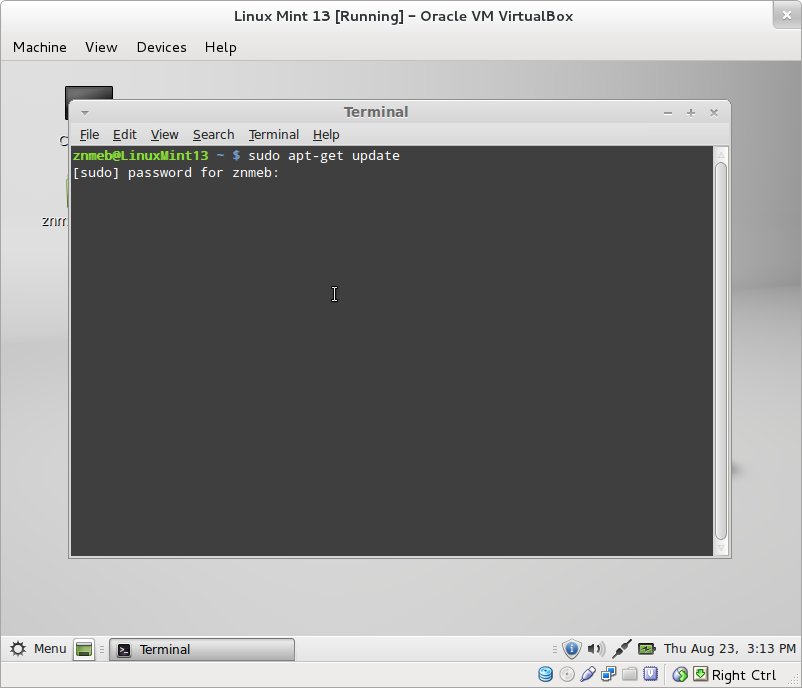 Linux Mint 13 [Running] – Oracle VM VirtualBox
Machine View Devices Help
Terminal
File Edit View Search Terminal Help
znmeb@LinuxMint13 ~ $ sudo apt-get update
[sudo] password for znmeb:
C
znm
Menu Terminal Thu Aug 23, 3:13 PM
Right Ctrl